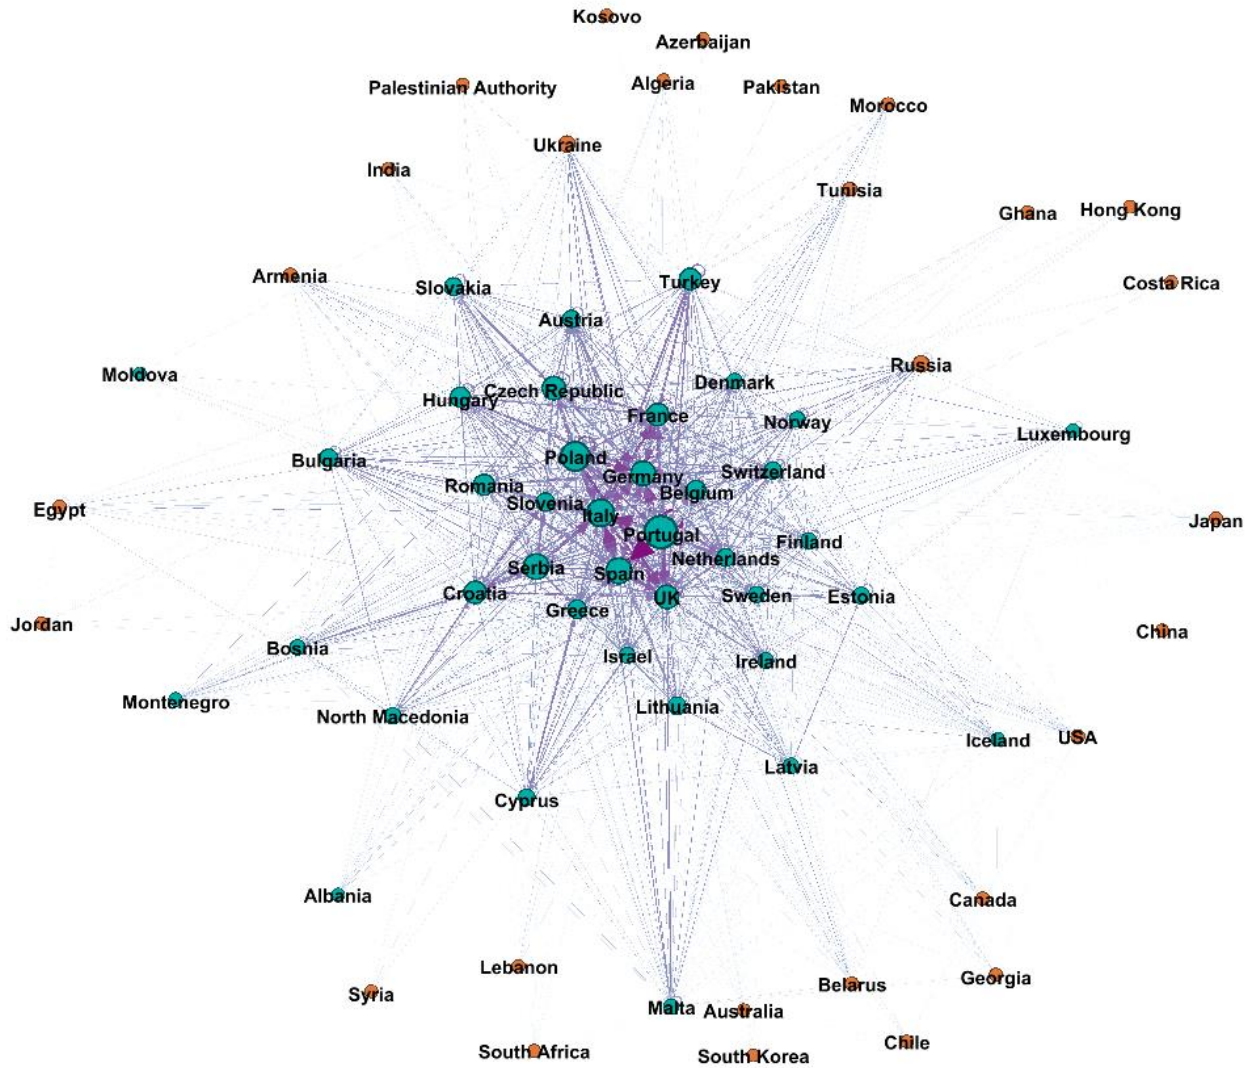 Kosovo
Azerbaijan
Palestinian Authority
Algeria
Pakistan
Morocco
Ukraine
India
Tunisia
Ghana
Hong Kong
Armenia
Slovakia
Turkey
Costa Rica
Austria
Moldova
Russia
Denmark
Czech Republic
Hungary
France
Norway
Luxembourg
Bulgaria
Poland
Germany
Switzerland
Romania
Belgium
Slovenia
Egypt
Italy
Japan
Portugal
Finland
Netherlands
Serbia
Spain
Croatia
UK
Sweden
Estonia
Greece
Jordan
China
Bosnia
Israel
Ireland
Montenegro
North Macedonia
Lithuania
Iceland
USA
Latvia
Cyprus
Albania
Canada
Lebanon
Georgia
Syria
Belarus
Malta
Australia
Chile
South Africa
South Korea